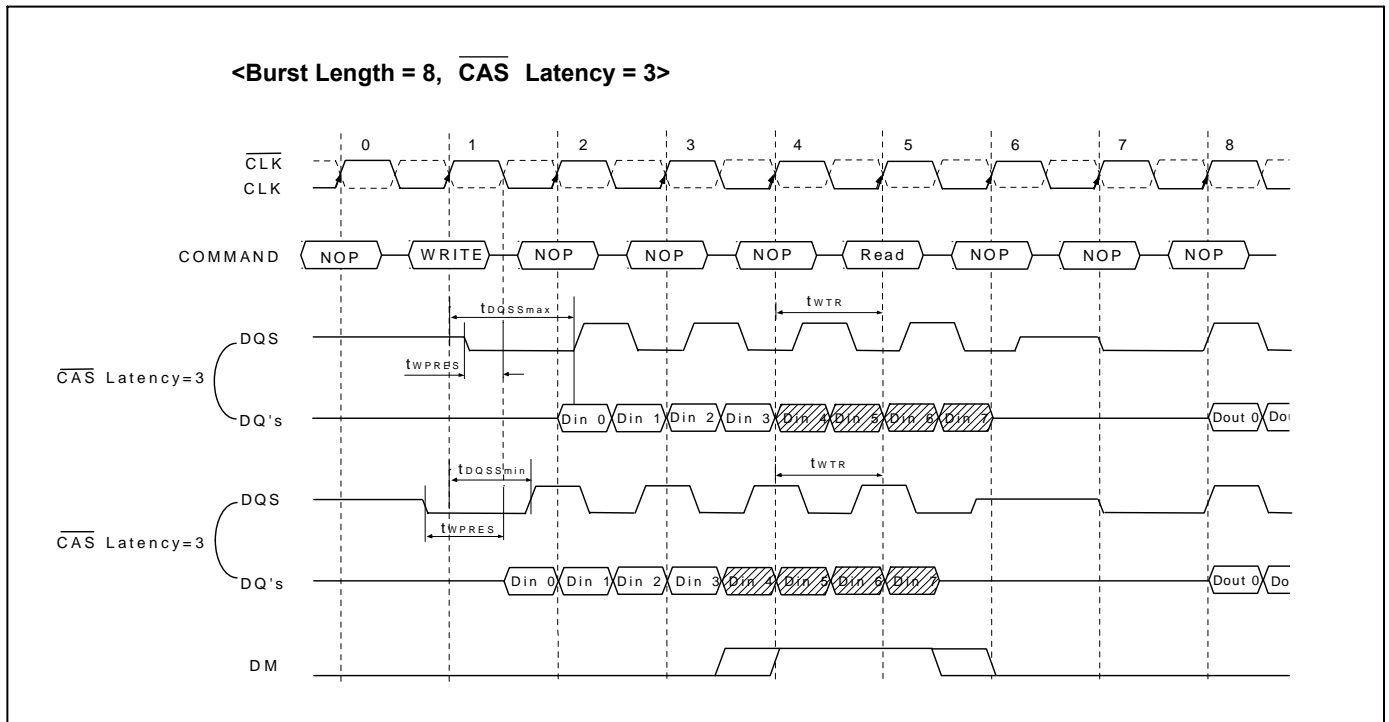 <Burst Length = 8, CAS Latency = 3>
0 1 2 3 4 5 6 7 8
CLK
CLK
COMMAND NOP WRITE NOP NOP NOP Read NOP NOP NOP
tDQSSmax tWTR
DQS
tWPRES
CAS Latency=3
DQ's Din 0 Din 1 Din 2 Din 3 Din 4 Din 5 Din 6 Din 7 Dout 0 Dou
tDQSSmin tWTR
DQS
tWPRES
CAS Latency=3
DQ's Din 0 Din 1 Din 2 Din 3 Din 4 Din 5 Din 6 Din 7 Dout 0 Do
DM